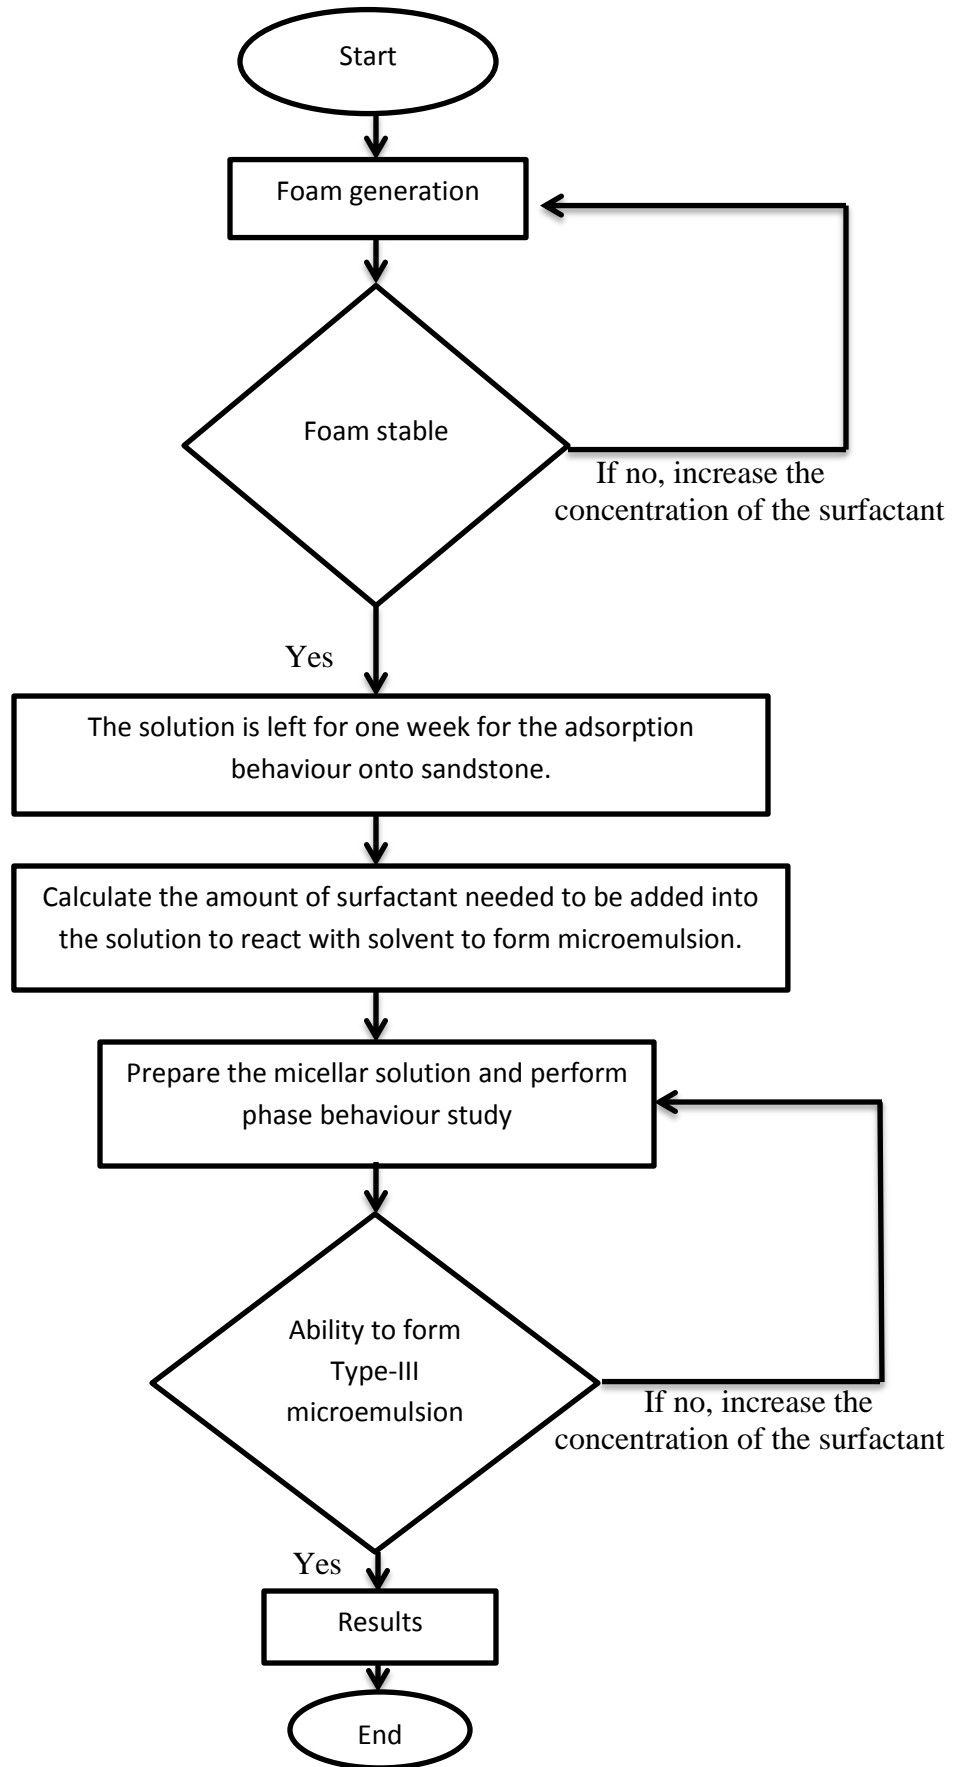 Start
Foam generation
Foam stable
If no, increase the
concentration of the surfactant
Yes
The solution is left for one week for the adsorption
behaviour onto sandstone.
Calculate the amount of surfactant needed to be added into
the solution to react with solvent to form microemulsion.
Prepare the micellar solution and perform
phase behaviour study
Ability to form
Type-III
microemulsion
If no, increase the
concentration of the surfactant
Yes
Results
End